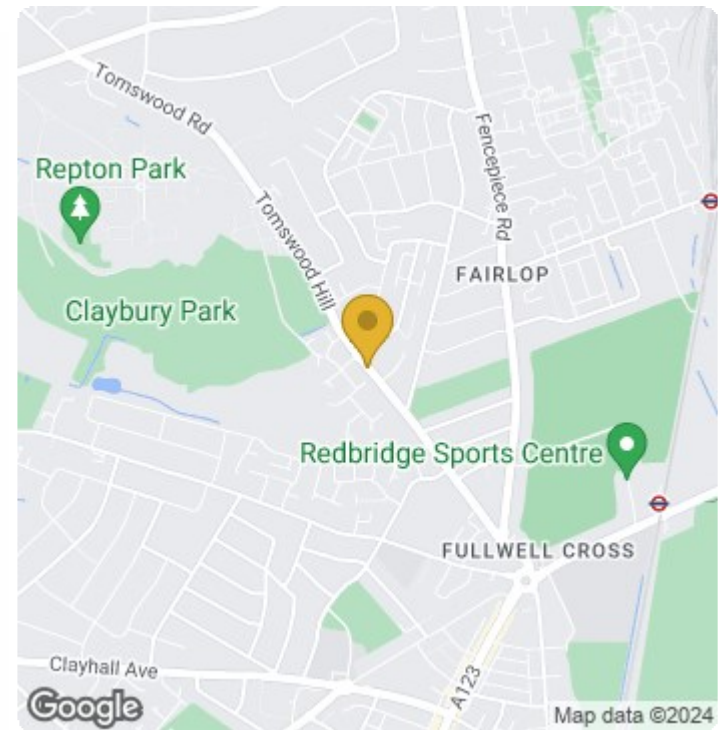 Tomswood Rd
Repton Park
Fencepiece Rd
Tomswood Hill
FAIRLOP
Claybury Park
Redbridge Sports Centre
FULLWELL CROSS
Clayhall Ave
A123
Google
Map data ©2024